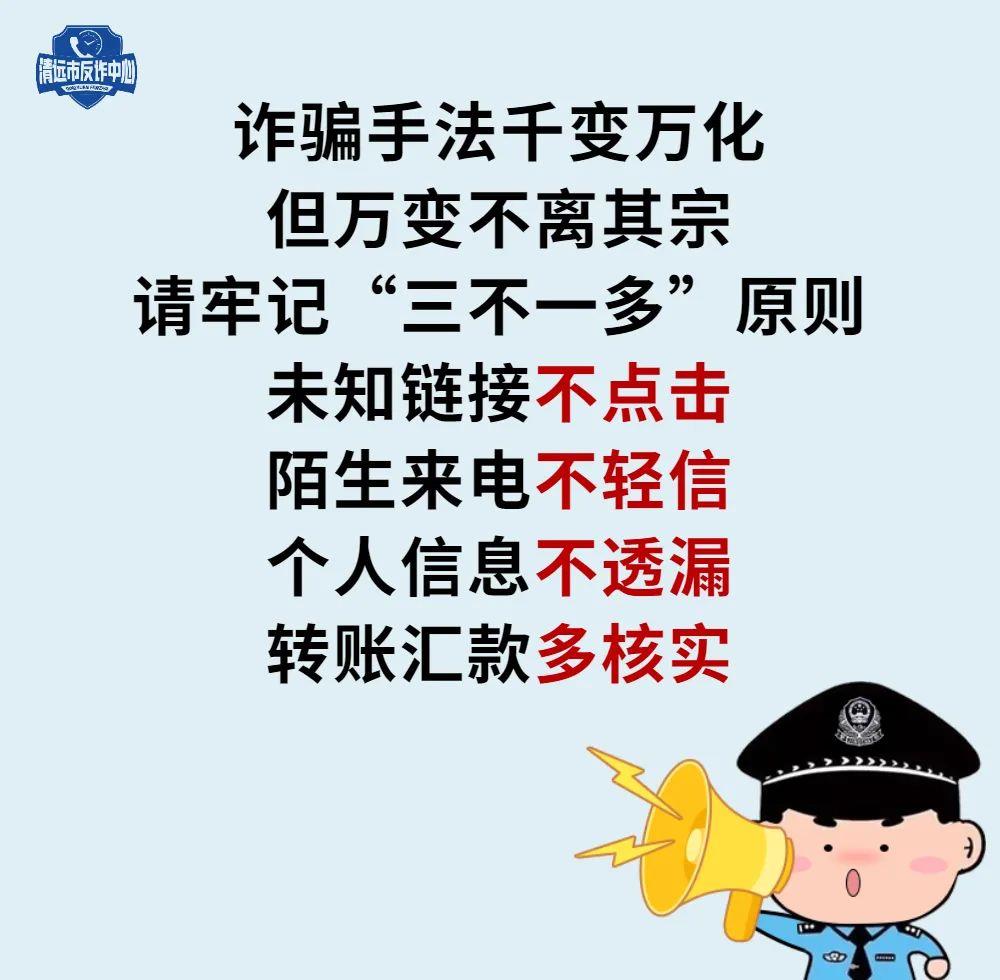 清远市反诈中心
诈骗手法千变万化
但万变不离其宗
请牢记“三不一多”原则
未知链接不点击
陌生来电不轻信
个人信息不透漏
转账汇款多核实